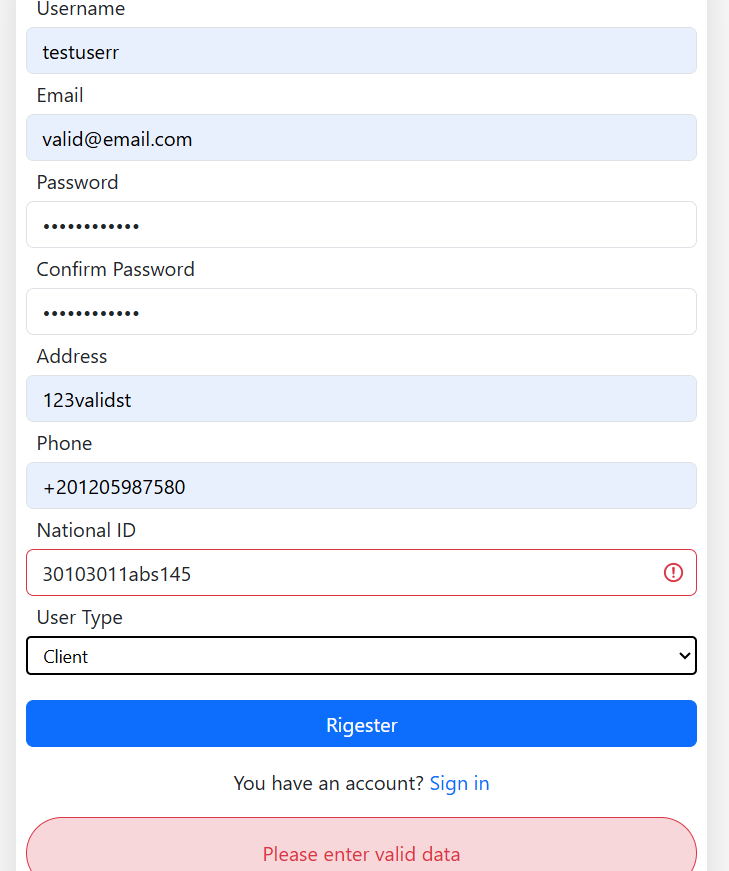 Username
testuserr
Email
valid@email.com
Password
••••••••••••
Confirm Password
••••••••••••
Address
123validst
Phone
+201205987580
National ID
30103011abs145
User Type
Client
Rigester
You have an account? Sign in
Please enter valid data